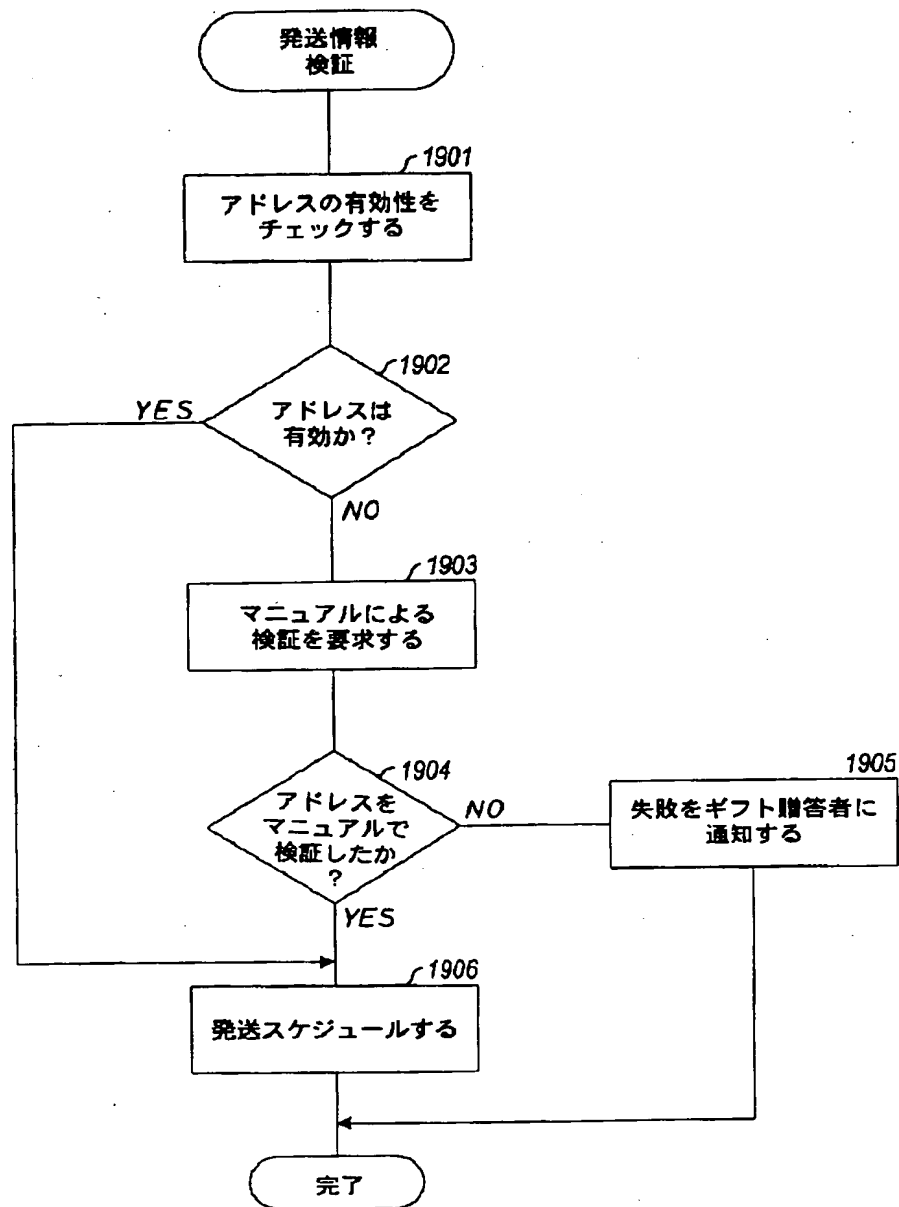 発送情報
検証
1901
アドレスの有効性を
チェックする
1902
アドレスは
有効か？
YES
NO
1903
マニュアルによる
検証を要求する
1904
アドレスを
マニュアルで
検証したか
？
NO
YES
1905
失敗をギフト贈答者に
通知する
1906
発送スケジュールする
完了